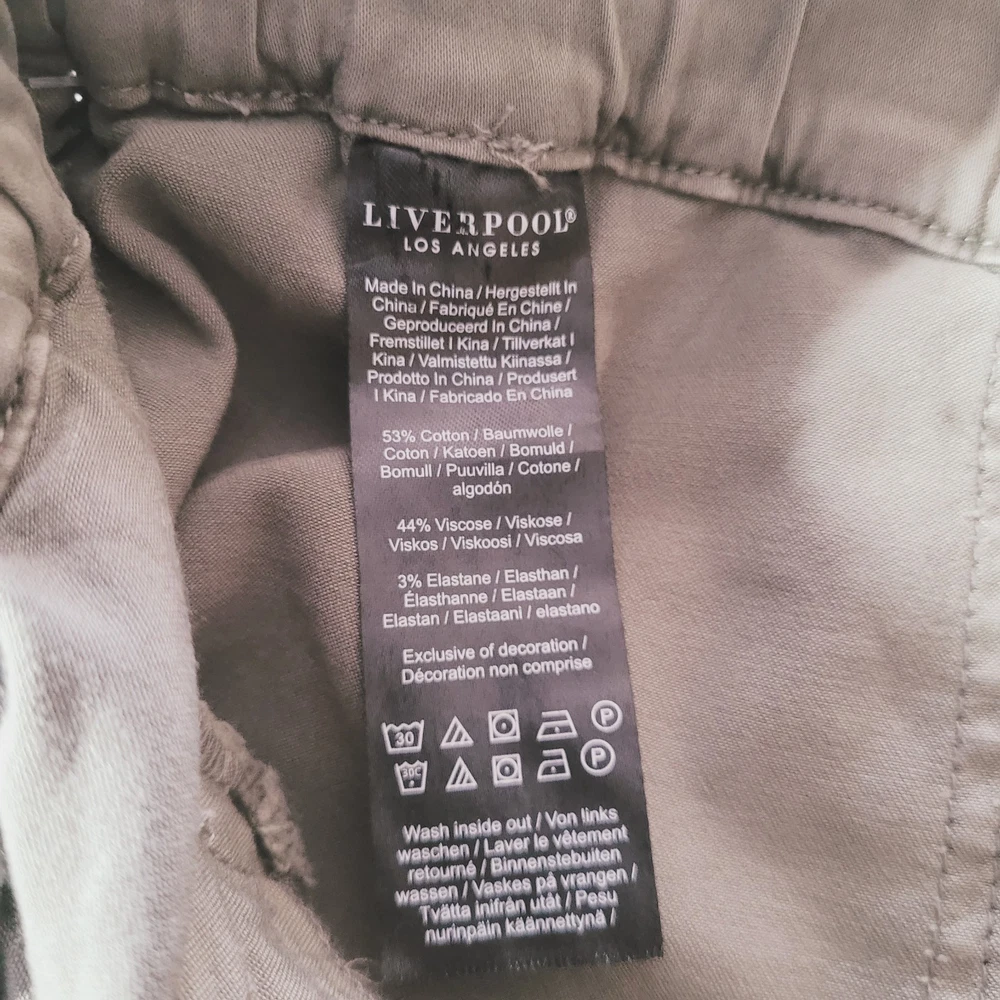 LIVERPOOL®
LOS ANGELES
Made In China / Hergestellt In
China / Fabriqué En Chine /
Geproduceerd In China /
Fremstillet I Kina / Tillverkat I
Kina / Valmistettu Kiinassa /
Prodotto In China / Produsert
I Kina / Fabricado En China
53% Cotton / Baumwolle /
Coton / Katoen / Bomuld /
Bomull / Puuvilla / Cotone /
algodón
44% Viscose / Viskose /
Viskos / Viskoosi / Viscosa
3% Elastane / Elasthan /
Élasthanne / Elastaan /
Elastan / Elastaani / elastano
Exclusive of decoration /
Décoration non comprise
30 P
30C P
Wash inside out / Von links
waschen / Laver le vêtement
retourné / Binnenstebuiten
wassen / Vaskes på vrangen /
Tvätta inifrån utåt / Pesu
nurinpäin käännettynä /